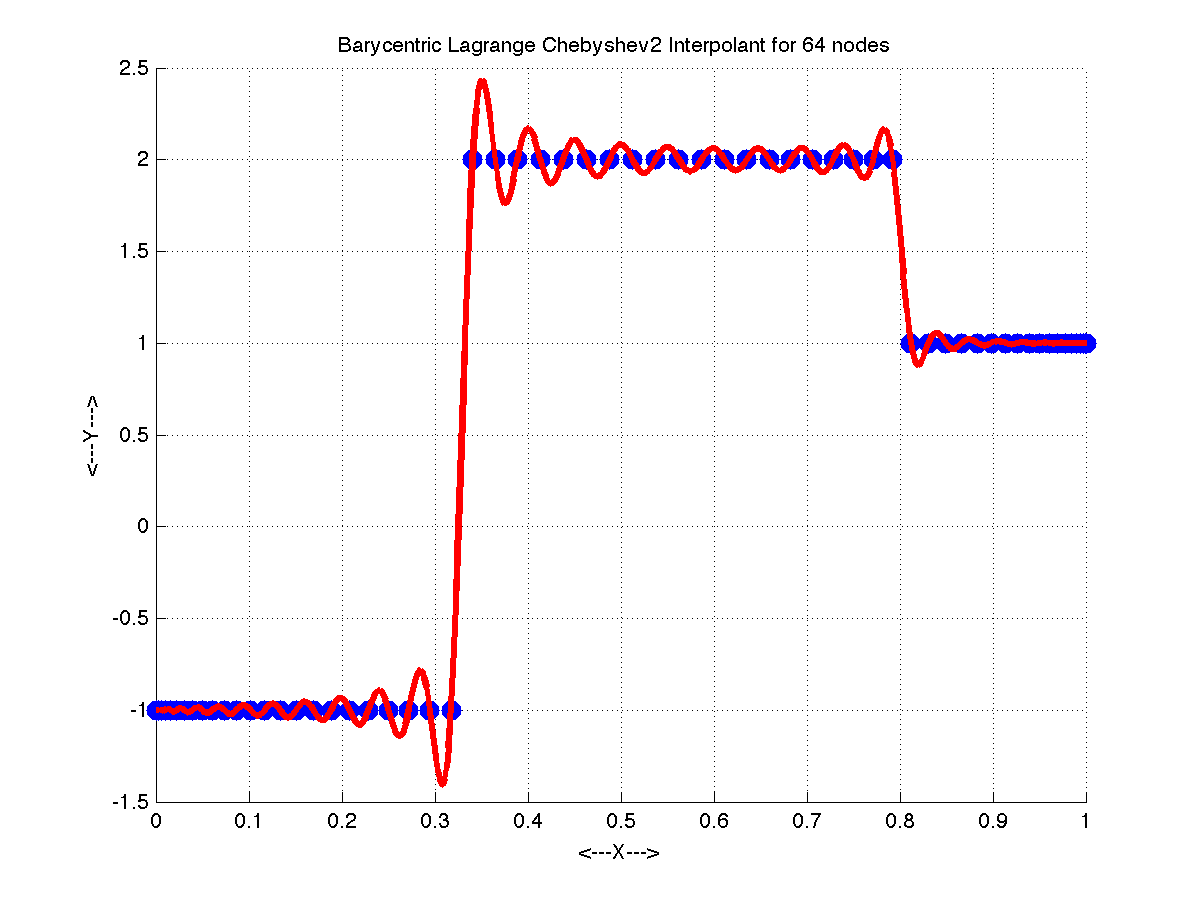 Barycentric Lagrange Chebyshev2 Interpolant for 64 nodes
2.5
2
1.5
1
0.5
0
-0.5
-1
-1.5
<---Y--->
0 0.1 0.2 0.3 0.4 0.5 0.6 0.7 0.8 0.9 1
<---X--->